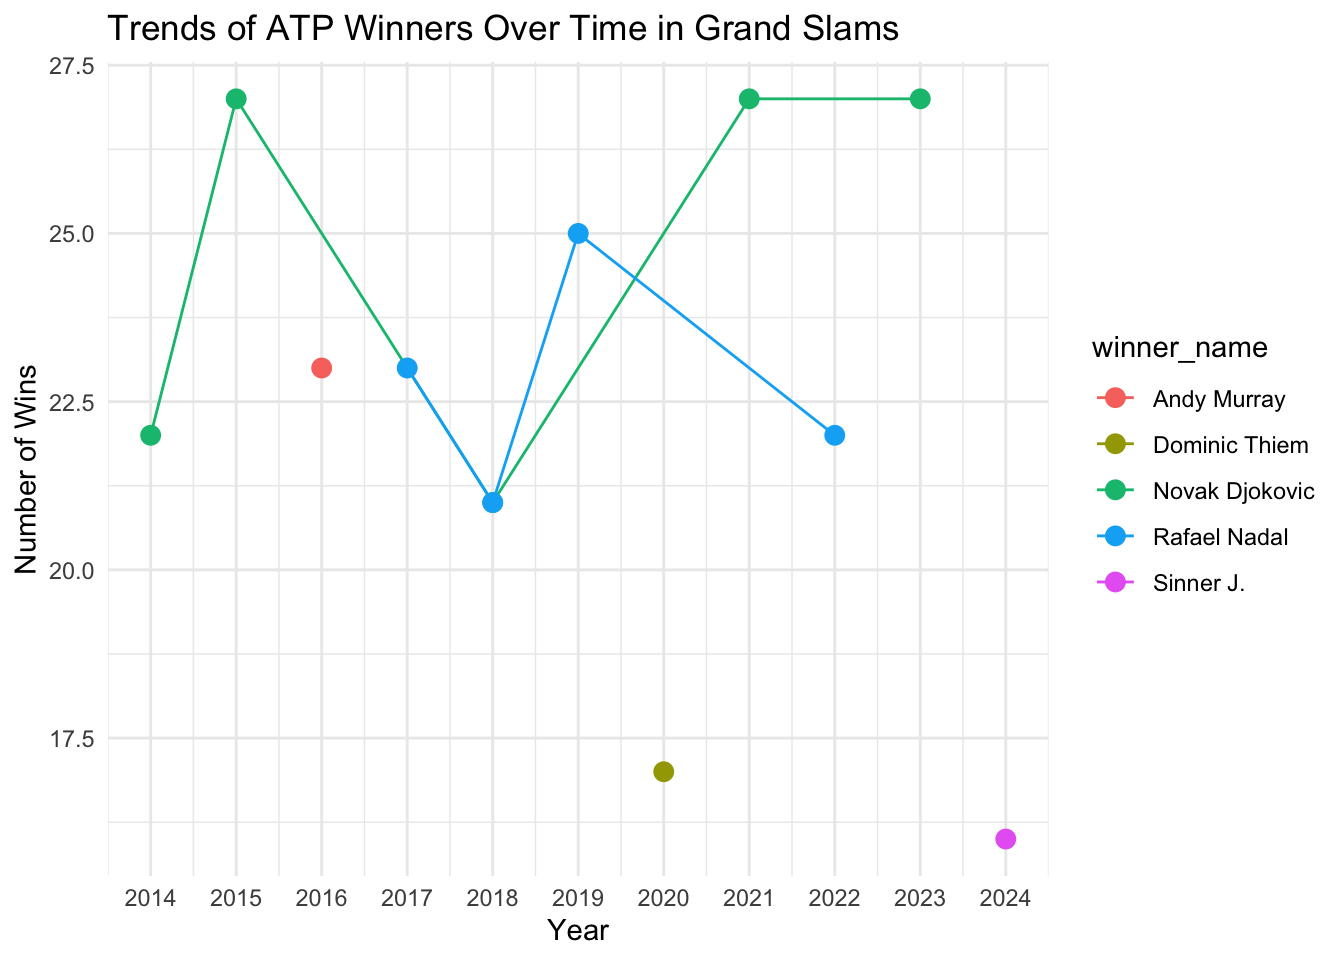 Trends of ATP Winners Over Time in Grand Slams
27.5
25.0
22.5
20.0
17.5
Number of Wins
2014 2015 2016 2017 2018 2019 2020 2021 2022 2023 2024
Year
winner_name
Andy Murray
Dominic Thiem
Novak Djokovic
Rafael Nadal
Sinner J.